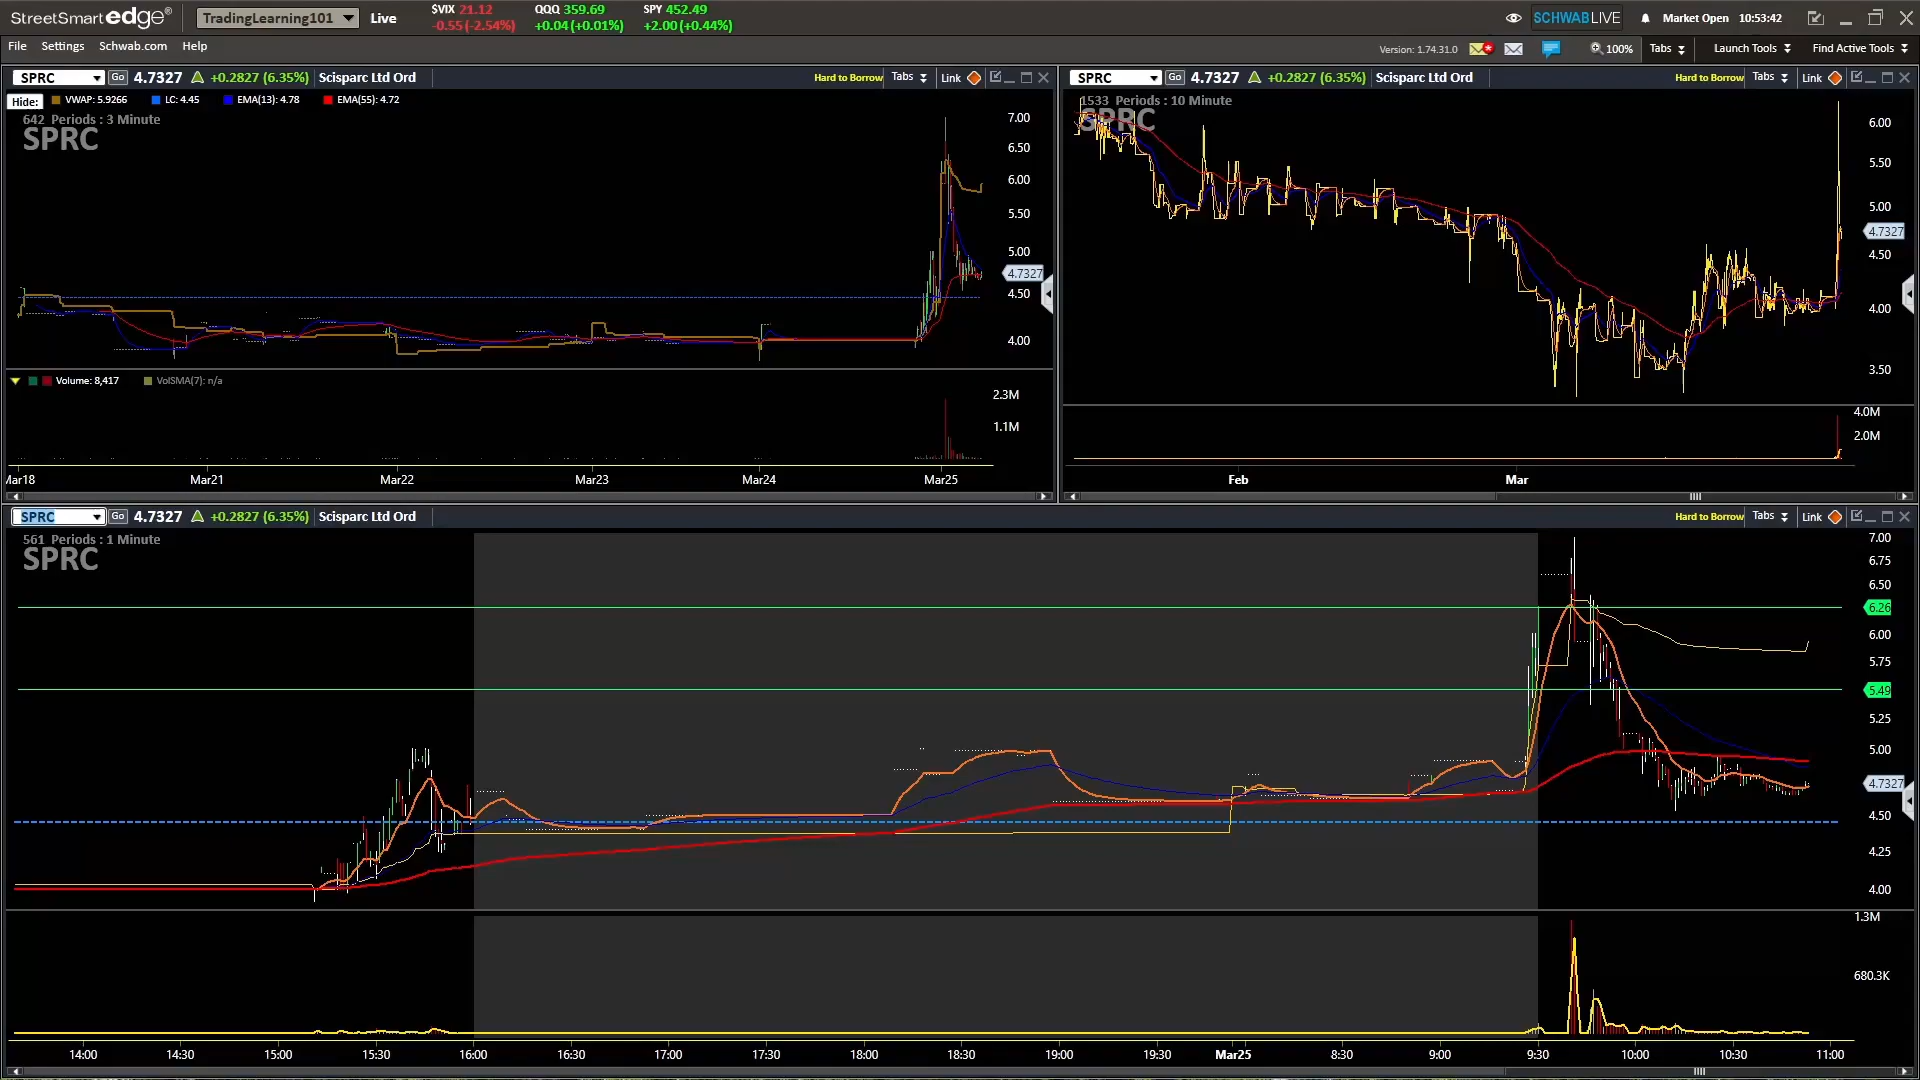 StreetSmart edge®
TradingLearning101
Live
$VIX 21.12
-0.55 (-2.54%)
QQQ 359.69
+0.04 (+0.01%)
SPY 452.49
+2.00 (+0.44%)
SCHWABLIVE
Market Open 10:53:42
File Settings Schwab.com Help
Version: 1.74.31.0
100%
Tabs
Launch Tools
Find Active Tools
SPRC Go 4.7327 +0.2827 (6.35%) Scisparc Ltd Ord
Hard to Borrow Tabs Link
Hide: VWAP: 5.9266 LC: 4.45 EMA(13): 4.78 EMA(55): 4.72
642 Periods : 3 Minute
SPRC
7.00
6.50
6.00
5.50
5.00
4.7327
4.50
4.00
Volume: 8,417 VolSMA(7): n/a
2.3M
1.1M
Mar18 Mar21 Mar22 Mar23 Mar24 Mar25
SPRC Go 4.7327 +0.2827 (6.35%) Scisparc Ltd Ord
Hard to Borrow Tabs Link
1533 Periods : 10 Minute
SPRC
6.00
5.50
5.00
4.7327
4.50
4.00
3.50
4.0M
2.0M
Feb Mar
SPRC Go 4.7327 +0.2827 (6.35%) Scisparc Ltd Ord
Hard to Borrow Tabs Link
561 Periods : 1 Minute
SPRC
7.00
6.75
6.50
6.26
6.00
5.75
5.49
5.25
5.00
4.7327
4.50
4.25
4.00
1.3M
680.3K
14:00 14:30 15:00 15:30 16:00 16:30 17:00 17:30 18:00 18:30 19:00 19:30 Mar25 8:30 9:00 9:30 10:00 10:30 11:00